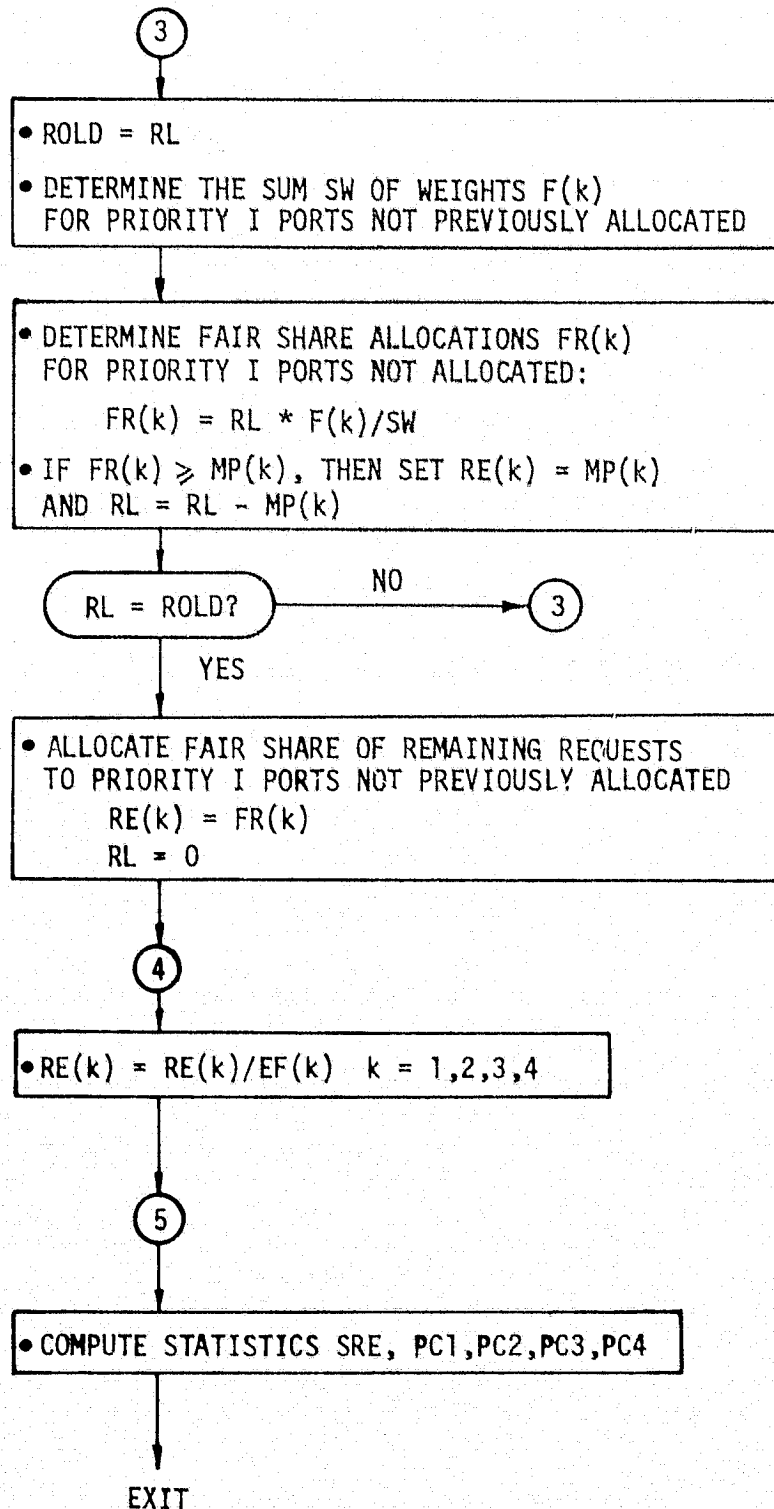 3
• ROLD = RL
• DETERMINE THE SUM SW OF WEIGHTS F(k)
FOR PRIORITY I PORTS NOT PREVIOUSLY ALLOCATED
• DETERMINE FAIR SHARE ALLOCATIONS FR(k)
FOR PRIORITY I PORTS NOT ALLOCATED:
FR(k) = RL * F(k)/SW
• IF FR(k) ⩾ MP(k), THEN SET RE(k) = MP(k)
AND RL = RL - MP(k)
RL = ROLD?
NO
3
YES
• ALLOCATE FAIR SHARE OF REMAINING REQUESTS
TO PRIORITY I PORTS NOT PREVIOUSLY ALLOCATED
RE(k) = FR(k)
RL = 0
4
• RE(k) = RE(k)/EF(k) k = 1,2,3,4
5
• COMPUTE STATISTICS SRE, PC1,PC2,PC3,PC4
EXIT